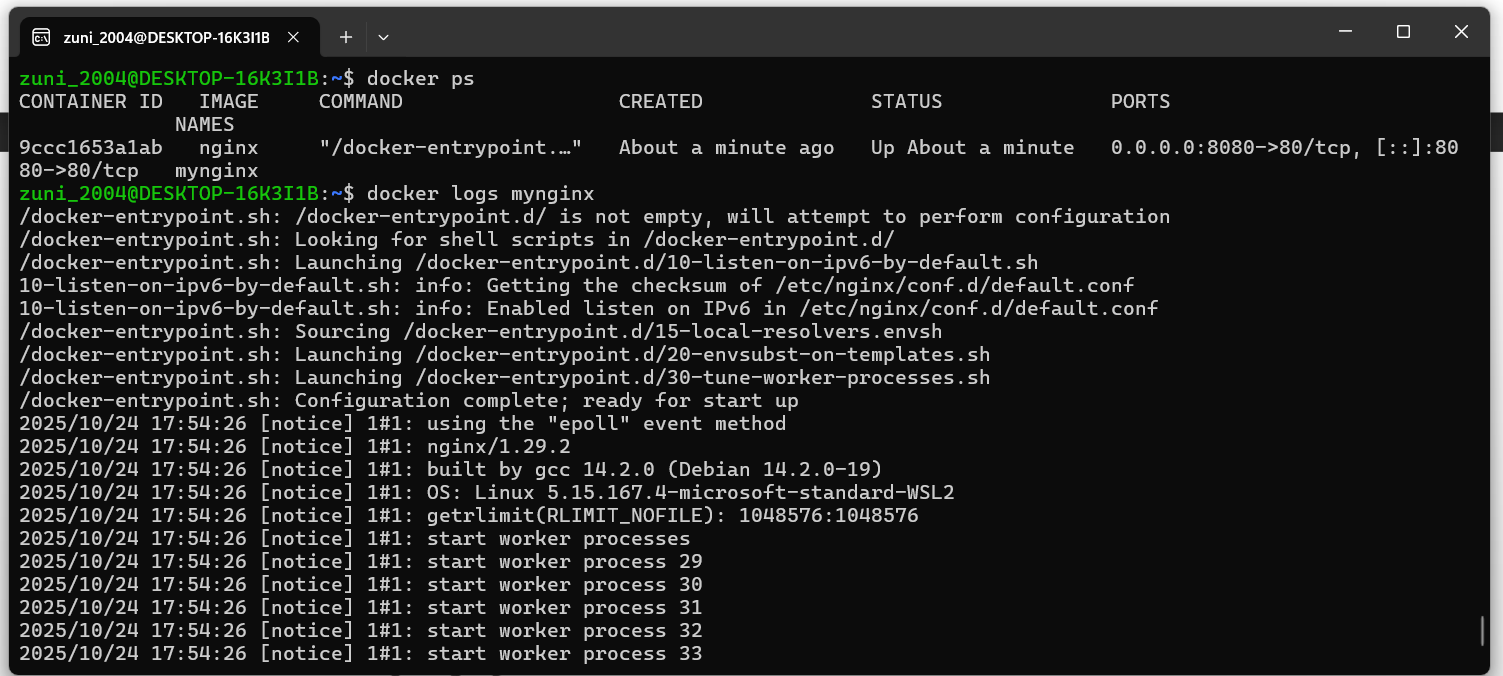 zuni_2004@DESKTOP-16K3I1B
zuni_2004@DESKTOP-16K3I1B:~$ docker ps
CONTAINER ID   IMAGE     COMMAND                  CREATED              STATUS              PORTS
             NAMES
9ccc1653a1ab   nginx     "/docker-entrypoint.…"   About a minute ago   Up About a minute   0.0.0.0:8080->80/tcp, [::]:80
80->80/tcp   mynginx
zuni_2004@DESKTOP-16K3I1B:~$ docker logs mynginx
/docker-entrypoint.sh: /docker-entrypoint.d/ is not empty, will attempt to perform configuration
/docker-entrypoint.sh: Looking for shell scripts in /docker-entrypoint.d/
/docker-entrypoint.sh: Launching /docker-entrypoint.d/10-listen-on-ipv6-by-default.sh
10-listen-on-ipv6-by-default.sh: info: Getting the checksum of /etc/nginx/conf.d/default.conf
10-listen-on-ipv6-by-default.sh: info: Enabled listen on IPv6 in /etc/nginx/conf.d/default.conf
/docker-entrypoint.sh: Sourcing /docker-entrypoint.d/15-local-resolvers.envsh
/docker-entrypoint.sh: Launching /docker-entrypoint.d/20-envsubst-on-templates.sh
/docker-entrypoint.sh: Launching /docker-entrypoint.d/30-tune-worker-processes.sh
/docker-entrypoint.sh: Configuration complete; ready for start up
2025/10/24 17:54:26 [notice] 1#1: using the "epoll" event method
2025/10/24 17:54:26 [notice] 1#1: nginx/1.29.2
2025/10/24 17:54:26 [notice] 1#1: built by gcc 14.2.0 (Debian 14.2.0-19)
2025/10/24 17:54:26 [notice] 1#1: OS: Linux 5.15.167.4-microsoft-standard-WSL2
2025/10/24 17:54:26 [notice] 1#1: getrlimit(RLIMIT_NOFILE): 1048576:1048576
2025/10/24 17:54:26 [notice] 1#1: start worker processes
2025/10/24 17:54:26 [notice] 1#1: start worker process 29
2025/10/24 17:54:26 [notice] 1#1: start worker process 30
2025/10/24 17:54:26 [notice] 1#1: start worker process 31
2025/10/24 17:54:26 [notice] 1#1: start worker process 32
2025/10/24 17:54:26 [notice] 1#1: start worker process 33